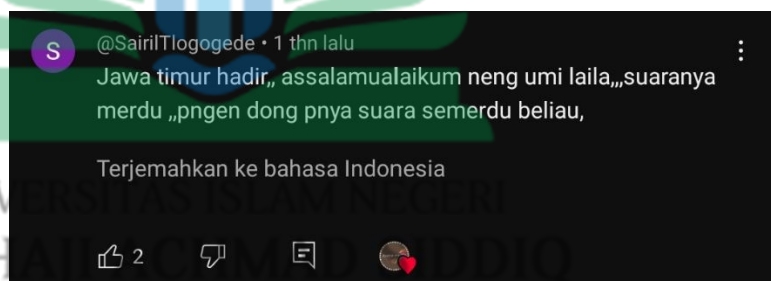 S
@SairilTlogogede • 1 thn lalu
Jawa timur hadir,, assalamualaikum neng umi laila,,,suaranya
merdu ,,pngen dong pnya suara semerdu beliau,
Terjemahkan ke bahasa Indonesia
2